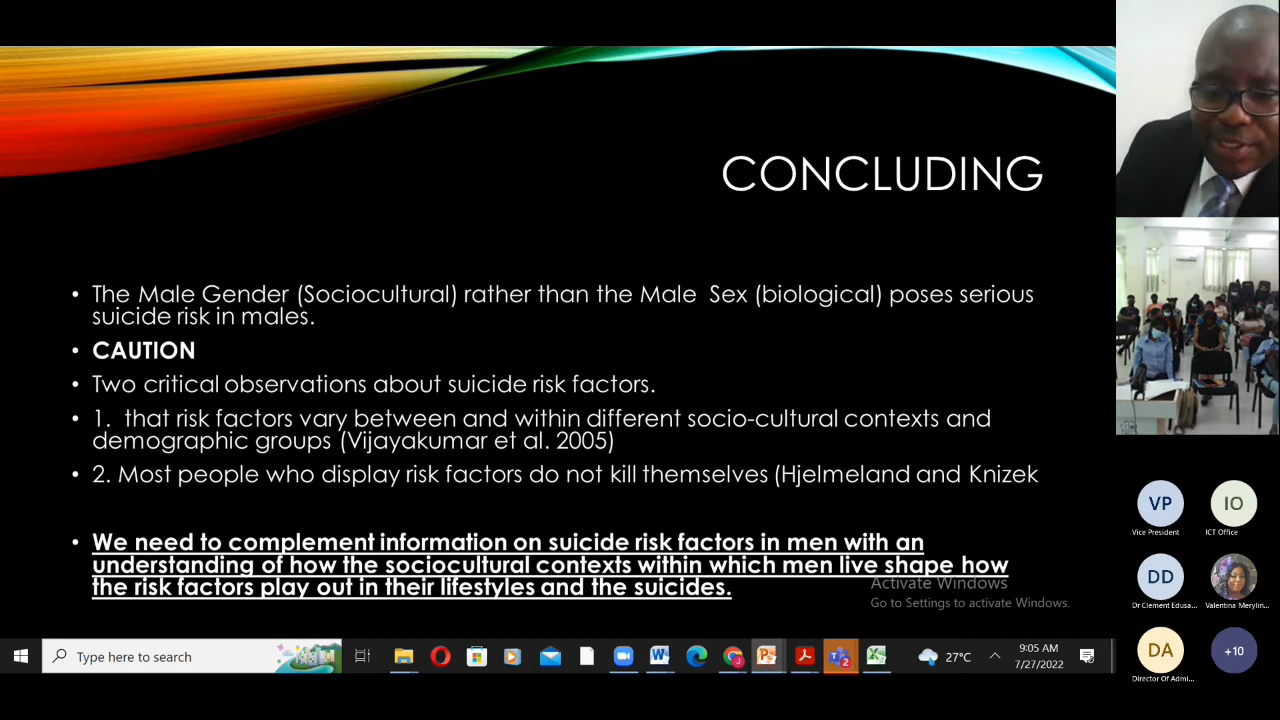 CONCLUDING
• The Male Gender (Sociocultural) rather than the Male Sex (biological) poses serious
suicide risk in males.
• CAUTION
• Two critical observations about suicide risk factors.
• 1. that risk factors vary between and within different socio-cultural contexts and
demographic groups (Vijayakumar et al. 2005)
• 2. Most people who display risk factors do not kill themselves (Hjelmeland and Knizek
• We need to complement information on suicide risk factors in men with an
understanding of how the sociocultural contexts within which men live shape how
the risk factors play out in their lifestyles and the suicides.
Activate Windows
Go to Settings to activate Windows.
Type here to search
27°C
9:05 AM
7/27/2022
VP
IO
Vice President
ICT Office
DD
Dr Clement Edusa...
Valentina Merylin...
DA
+10
Director Of Admi...